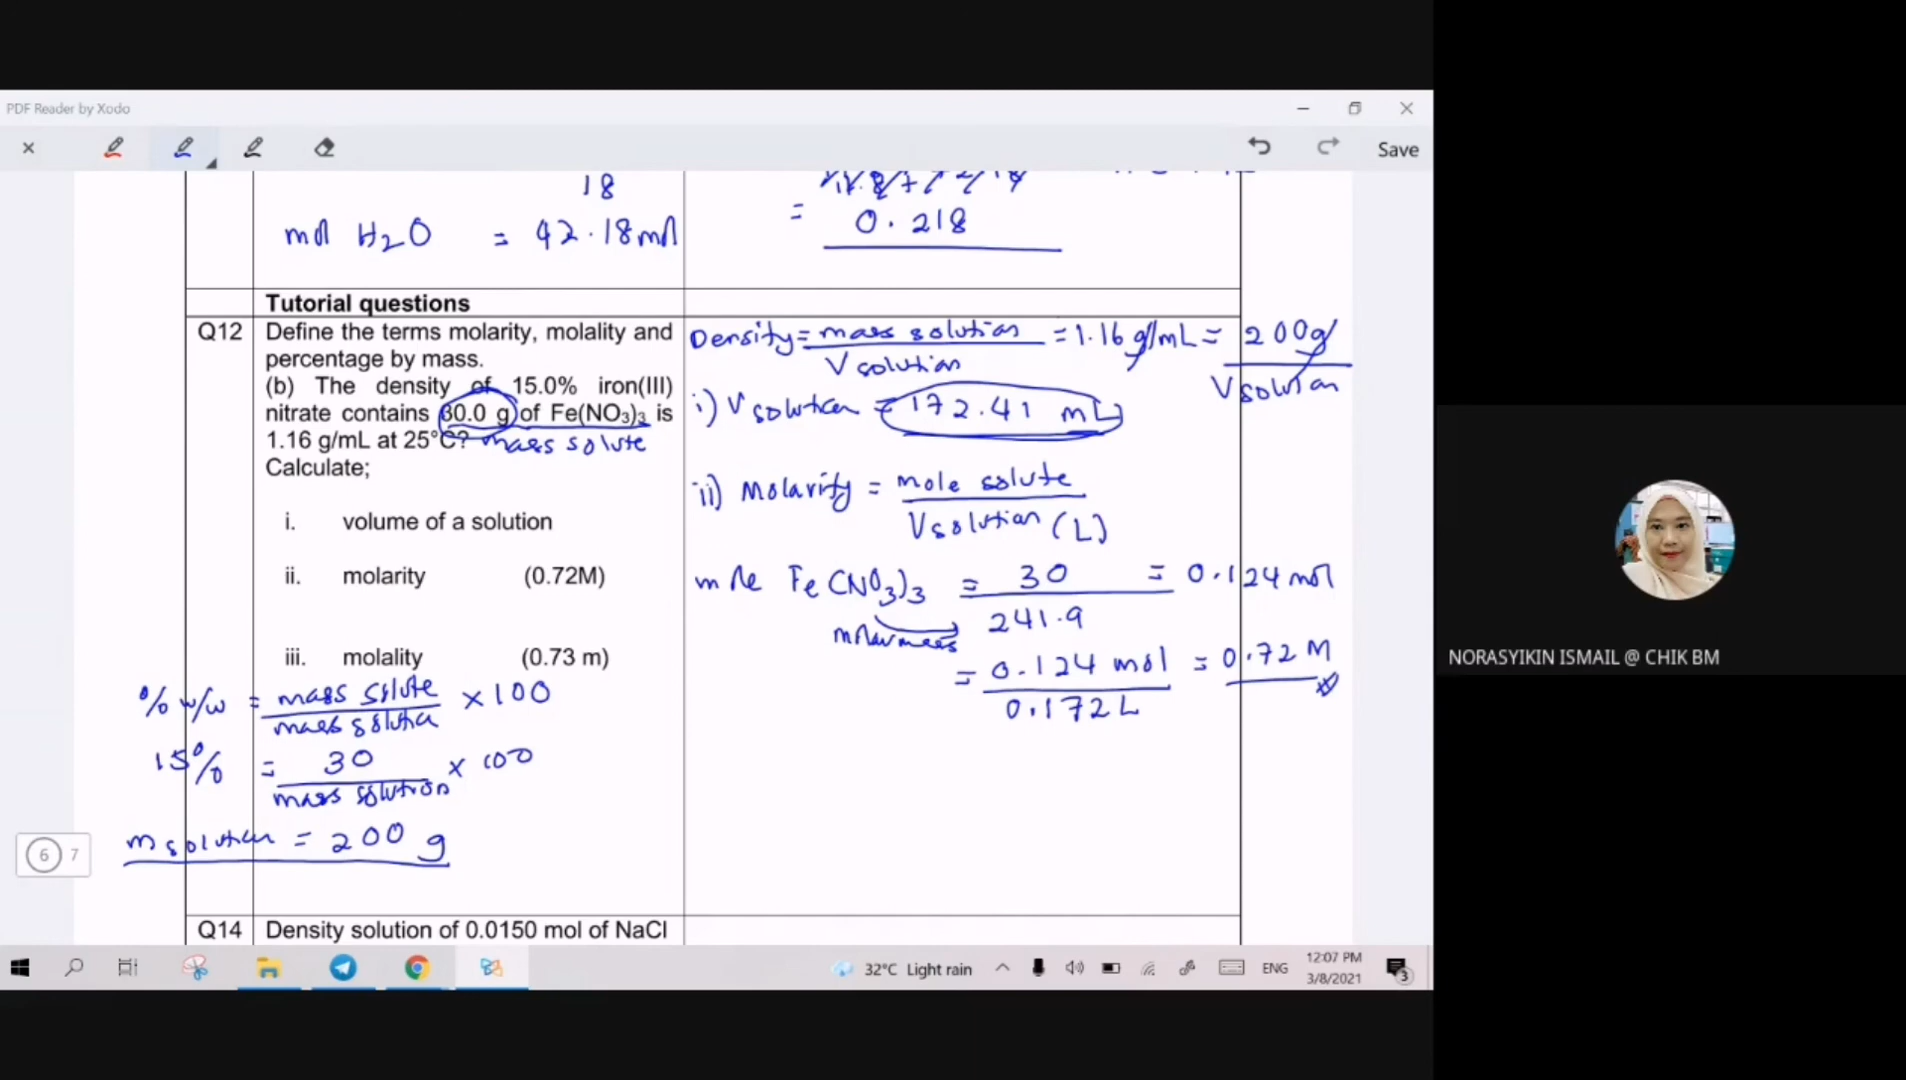 PDF Reader by Xodo
Save
18
mol H2O = 42.18 mol
= 0.218
Tutorial questions
Q12 Define the terms molarity, molality and
percentage by mass.
(b) The density of 15.0% iron(III)
nitrate contains 30.0 g of Fe(NO3)3 is
1.16 g/mL at 25°C? mass solute
Calculate;
i. volume of a solution
ii. molarity (0.72M)
iii. molality (0.73 m)
% w/w = mass solute / mass solution × 100
15% = 30 / mass solution × 100
m solution = 200 g
Density = mass solution / V solution = 1.16 g/mL = 200g / V solution
i) V solution = 172.41 mL
ii) Molarity = mole solute / V solution (L)
mole Fe(NO3)3 = 30 / 241.9 = 0.124 mol
molar mass
= 0.124 mol / 0.172 L = 0.72 M
6 7
Q14 Density solution of 0.0150 mol of NaCl
NORASYIKIN ISMAIL @ CHIK BM
32°C Light rain
ENG
12:07 PM
3/8/2021
3